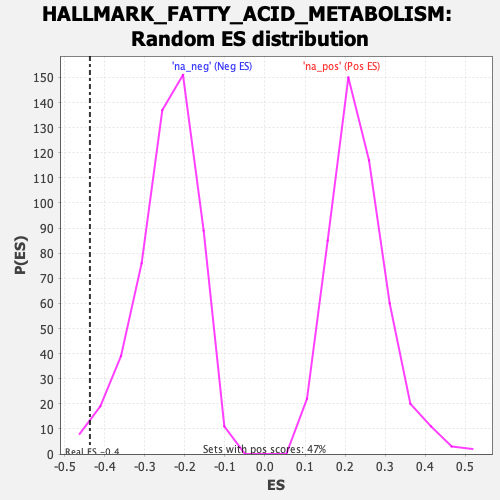 HALLMARK_FATTY_ACID_METABOLISM:
Random ES distribution
'na_neg' (Neg ES) 'na_pos' (Pos ES)
150
140
130
120
110
100
90
80
70
60
50
40
30
20
10
0
P(ES)
Real ES -0.4
Sets with pos scores: 47%
-0.5 -0.4 -0.3 -0.2 -0.1 0.0 0.1 0.2 0.3 0.4 0.5
ES